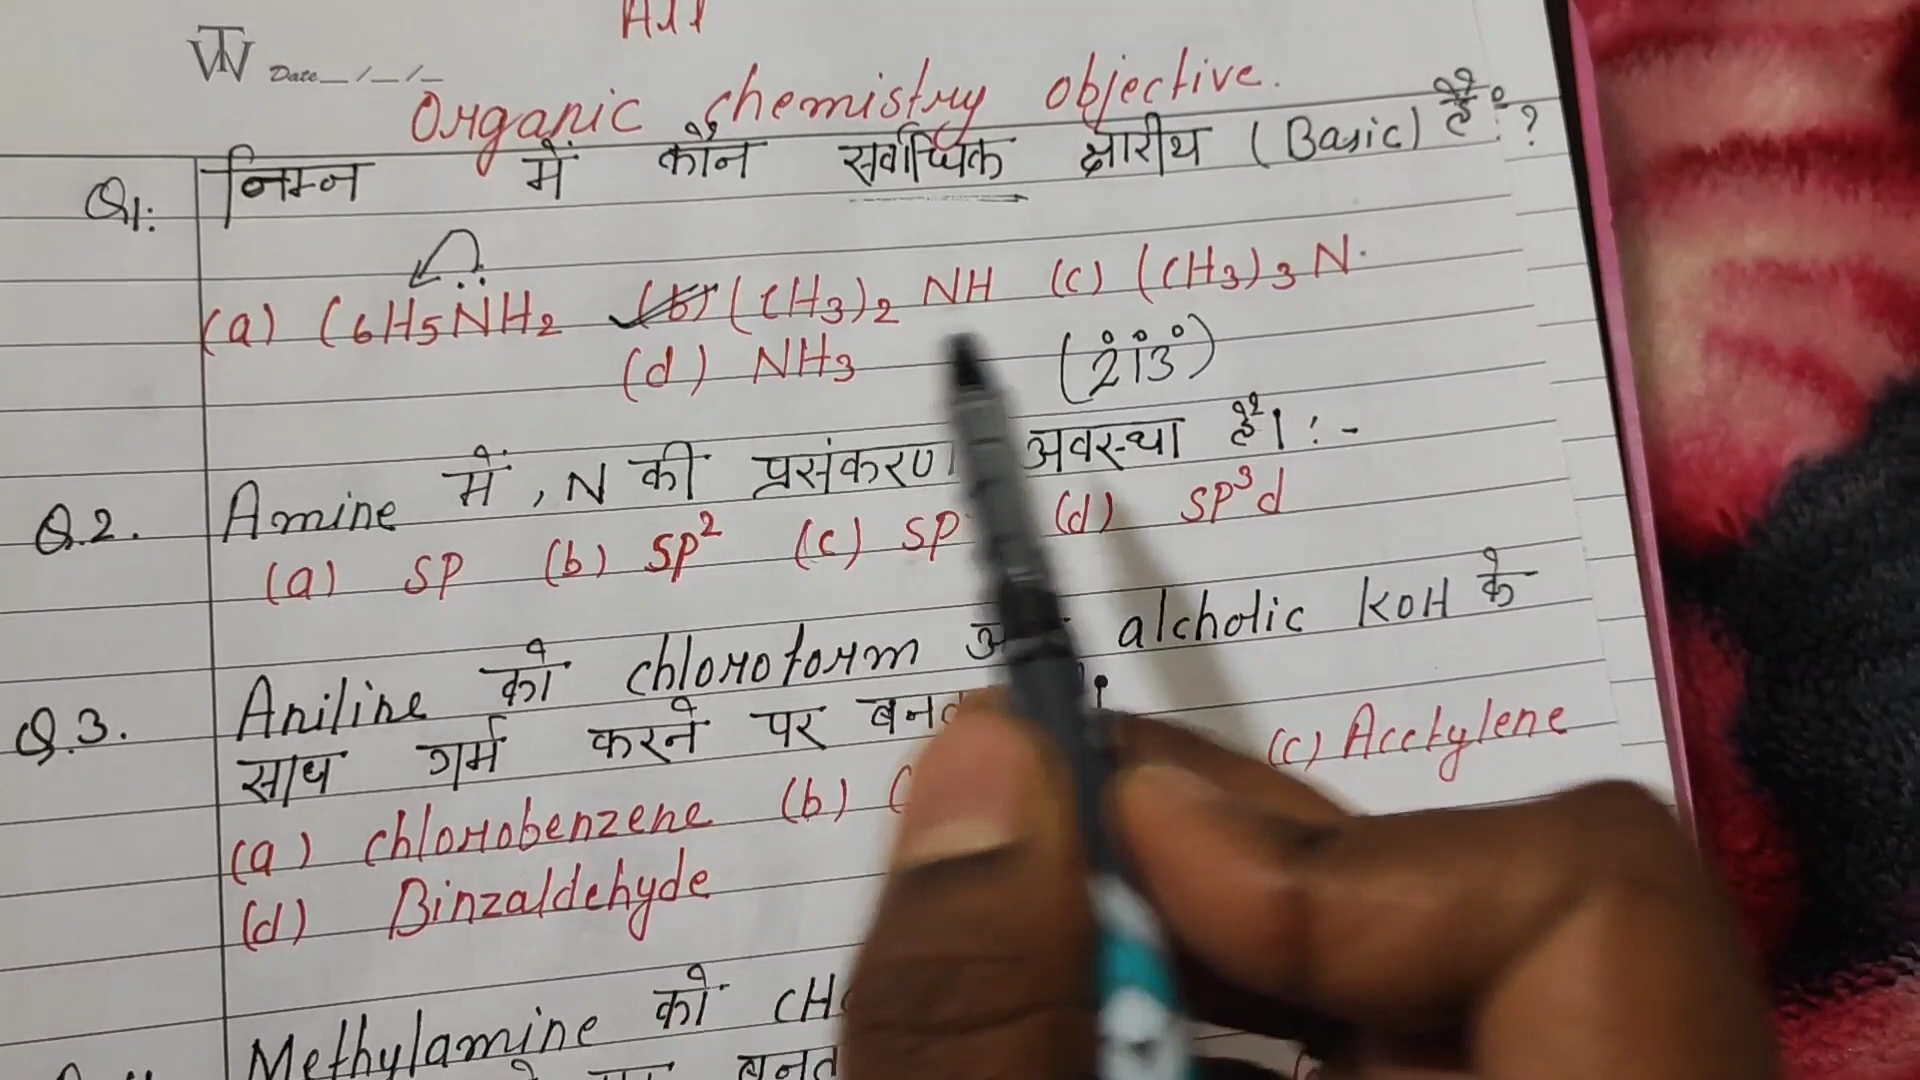 All
TW Date__/__/_
Organic chemistry objective.
Q1: निम्न में कौन सर्वाधिक क्षारीय (Basic) है ?
(a) C6H5NH2 (b) (CH3)2 NH (c) (CH3)3 N.
(d) NH3 (2° 1° 3°)
Q.2. Amine में, N की प्रसंकरण अवस्था है। :-
(a) SP (b) SP² (c) SP (d) SP³d
Q.3. Aniline को chloroform alcholic KOH के
साथ गर्म करने पर
(a) chlorobenzene (b) (c) Acetylene
(d) Binzaldehyde
Methylamine को